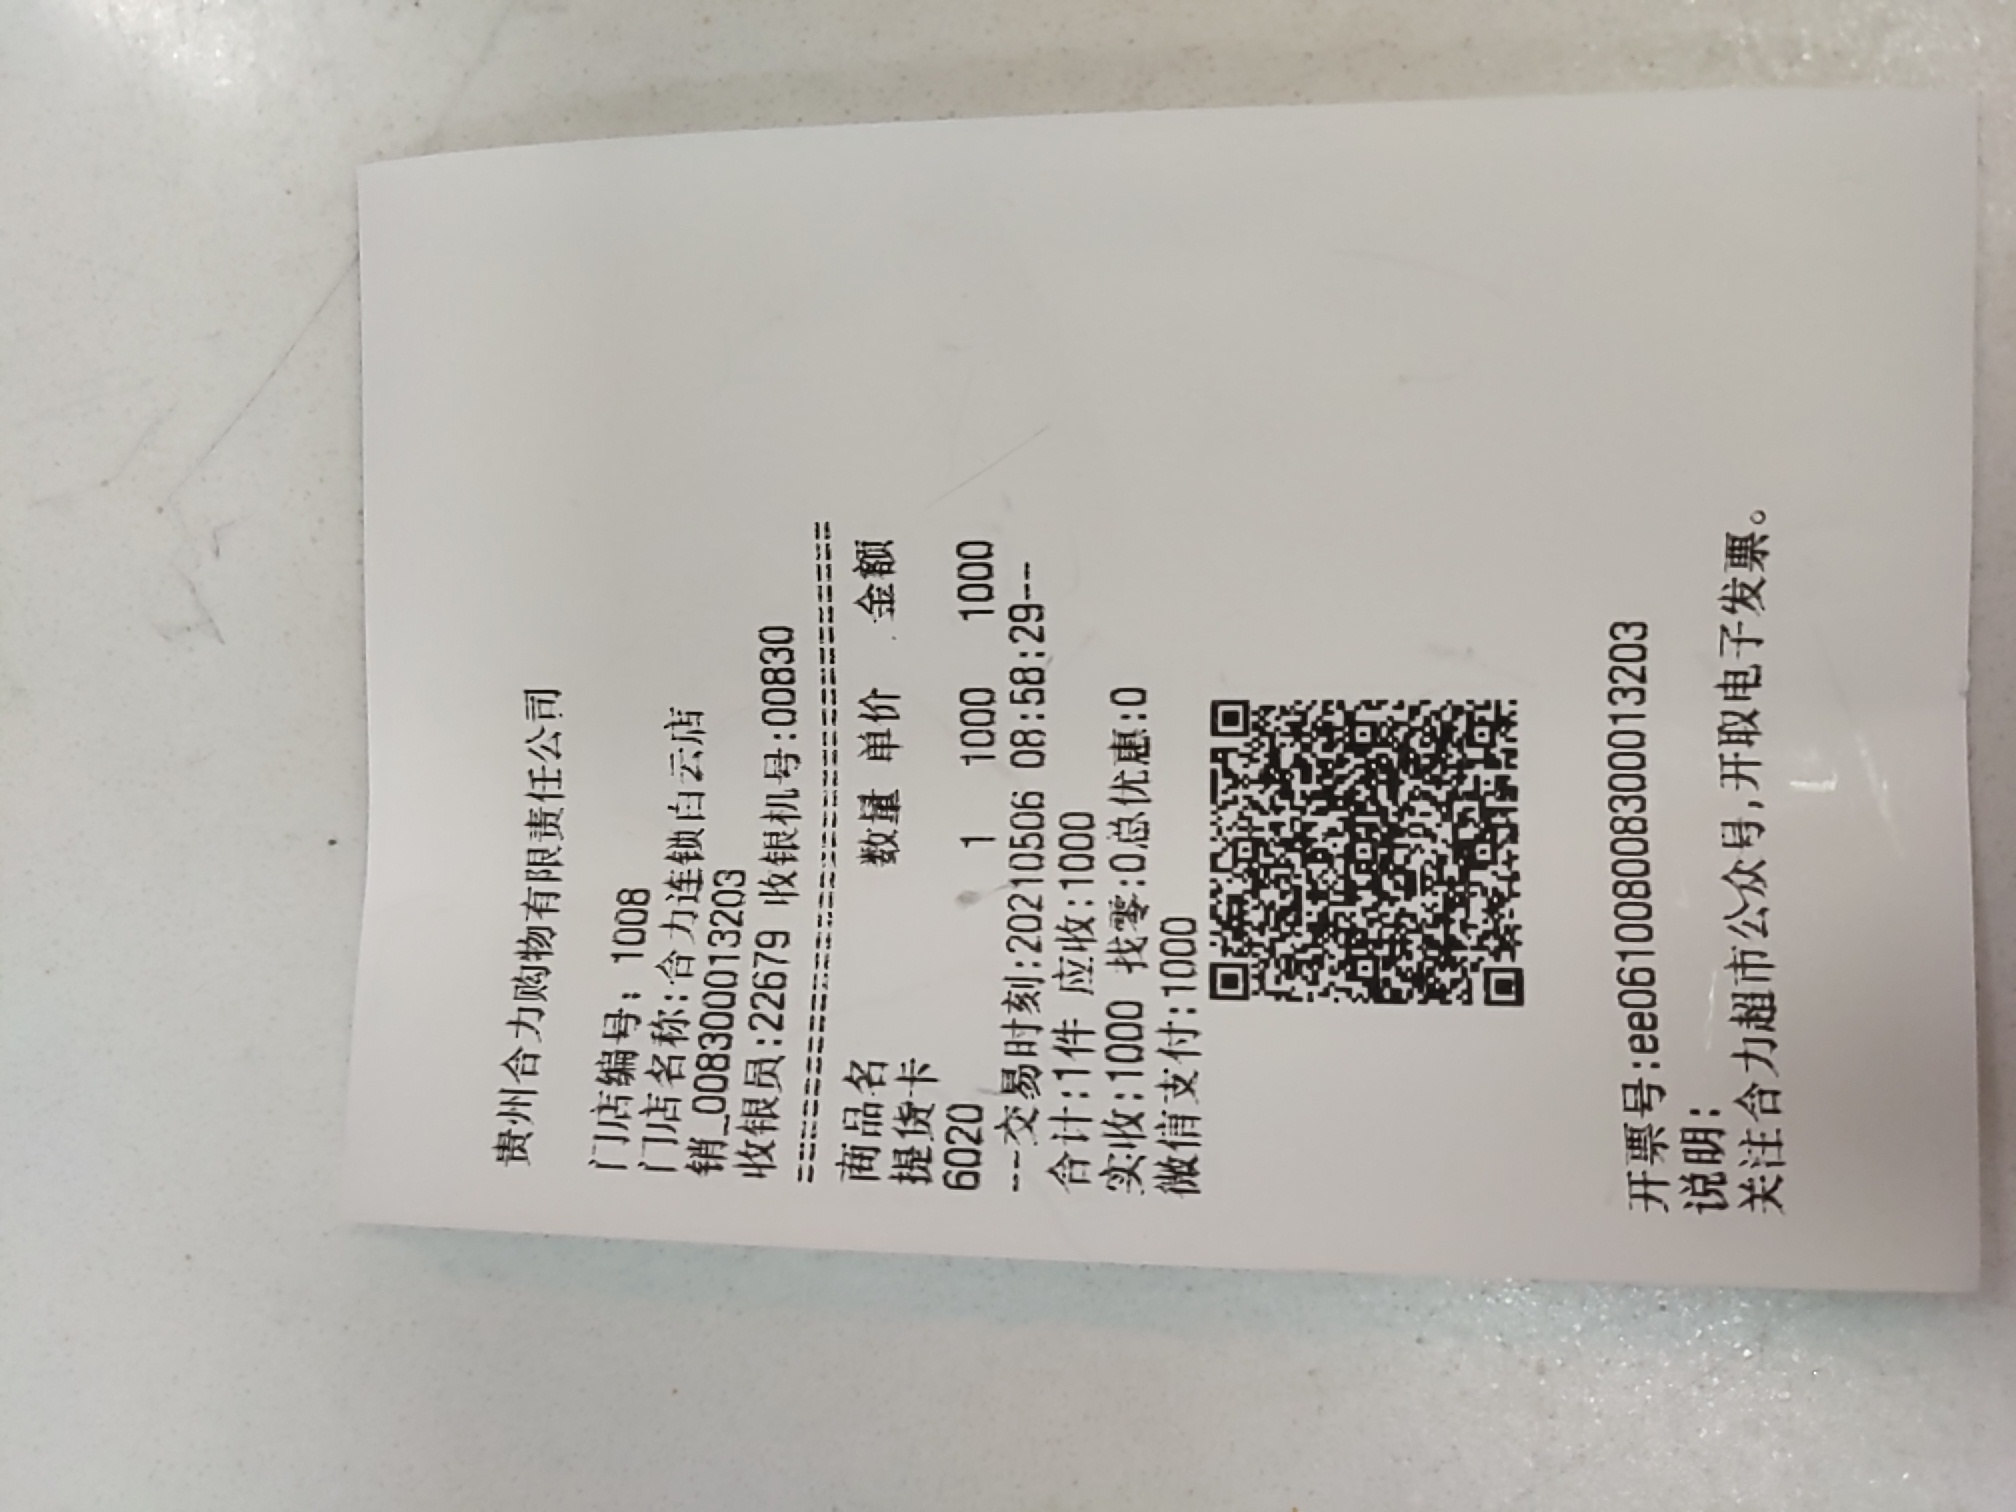 贵州合力购物有限责任公司
门店编号: 1008
门店名称:合力连锁白云店
销_0083000013203
收银员:22679 收银机号:00830
商品名 数量 单价 金额
提货卡
6020 1 1000 1000
--交易时刻:20210506 08:58:29--
合计:1件 应收:1000
实收:1000 找零:0总优惠:0
微信支付:1000
开票号:ee0610080083000013203
说明:
关注合力超市公众号,开取电子发票。